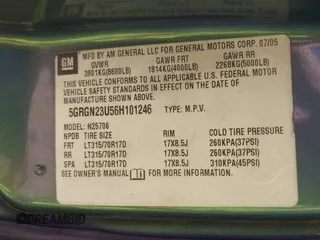 GM
MFD BY AM GENERAL LLC FOR GENERAL MOTORS CORP. 07/05
GVWR GAWR FRT GAWR RR
3901KG(8600LB) 1814KG(4000LB) 2268KG(5000LB)
THIS VEHICLE CONFORMS TO ALL APPLICABLE U.S. FEDERAL MOTOR
VEHICLE SAFETY STANDARDS IN EFFECT ON THE DATE OF
MANUFACTURE SHOWN ABOVE.
5GRGN23U56H101246 TYPE: M.P.V.
MODEL: N25706
NPDB TIRE SIZE RIM COLD TIRE PRESSURE
FRT LT315/70R17D 17X8.5J 260KPA(37PSI)
RR LT315/70R17D 17X8.5J 260KPA(37PSI)
SPA LT315/70R17D 17X8.5J 310KPA(45PSI)
SEE OWNER'S MANUAL FOR MORE INFORMATION.
DREAMBID